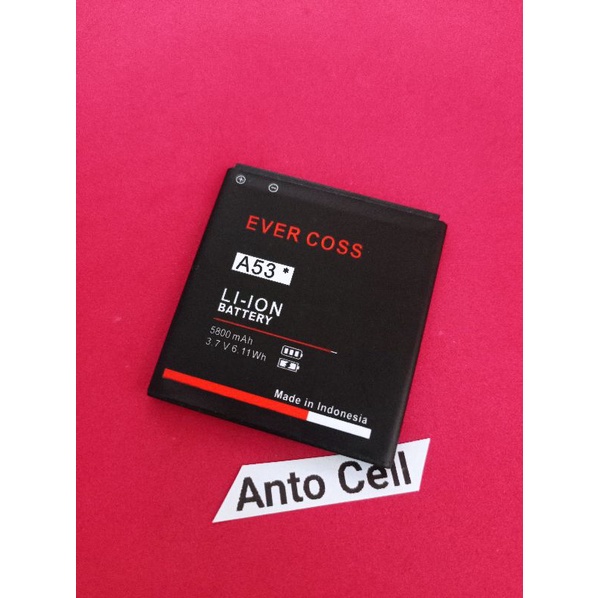 + -
EVER COSS
A53 *
LI-ION
BATTERY
5800 mAh
3.7 V 6.11Wh
Made in Indonesia
Anto Cell